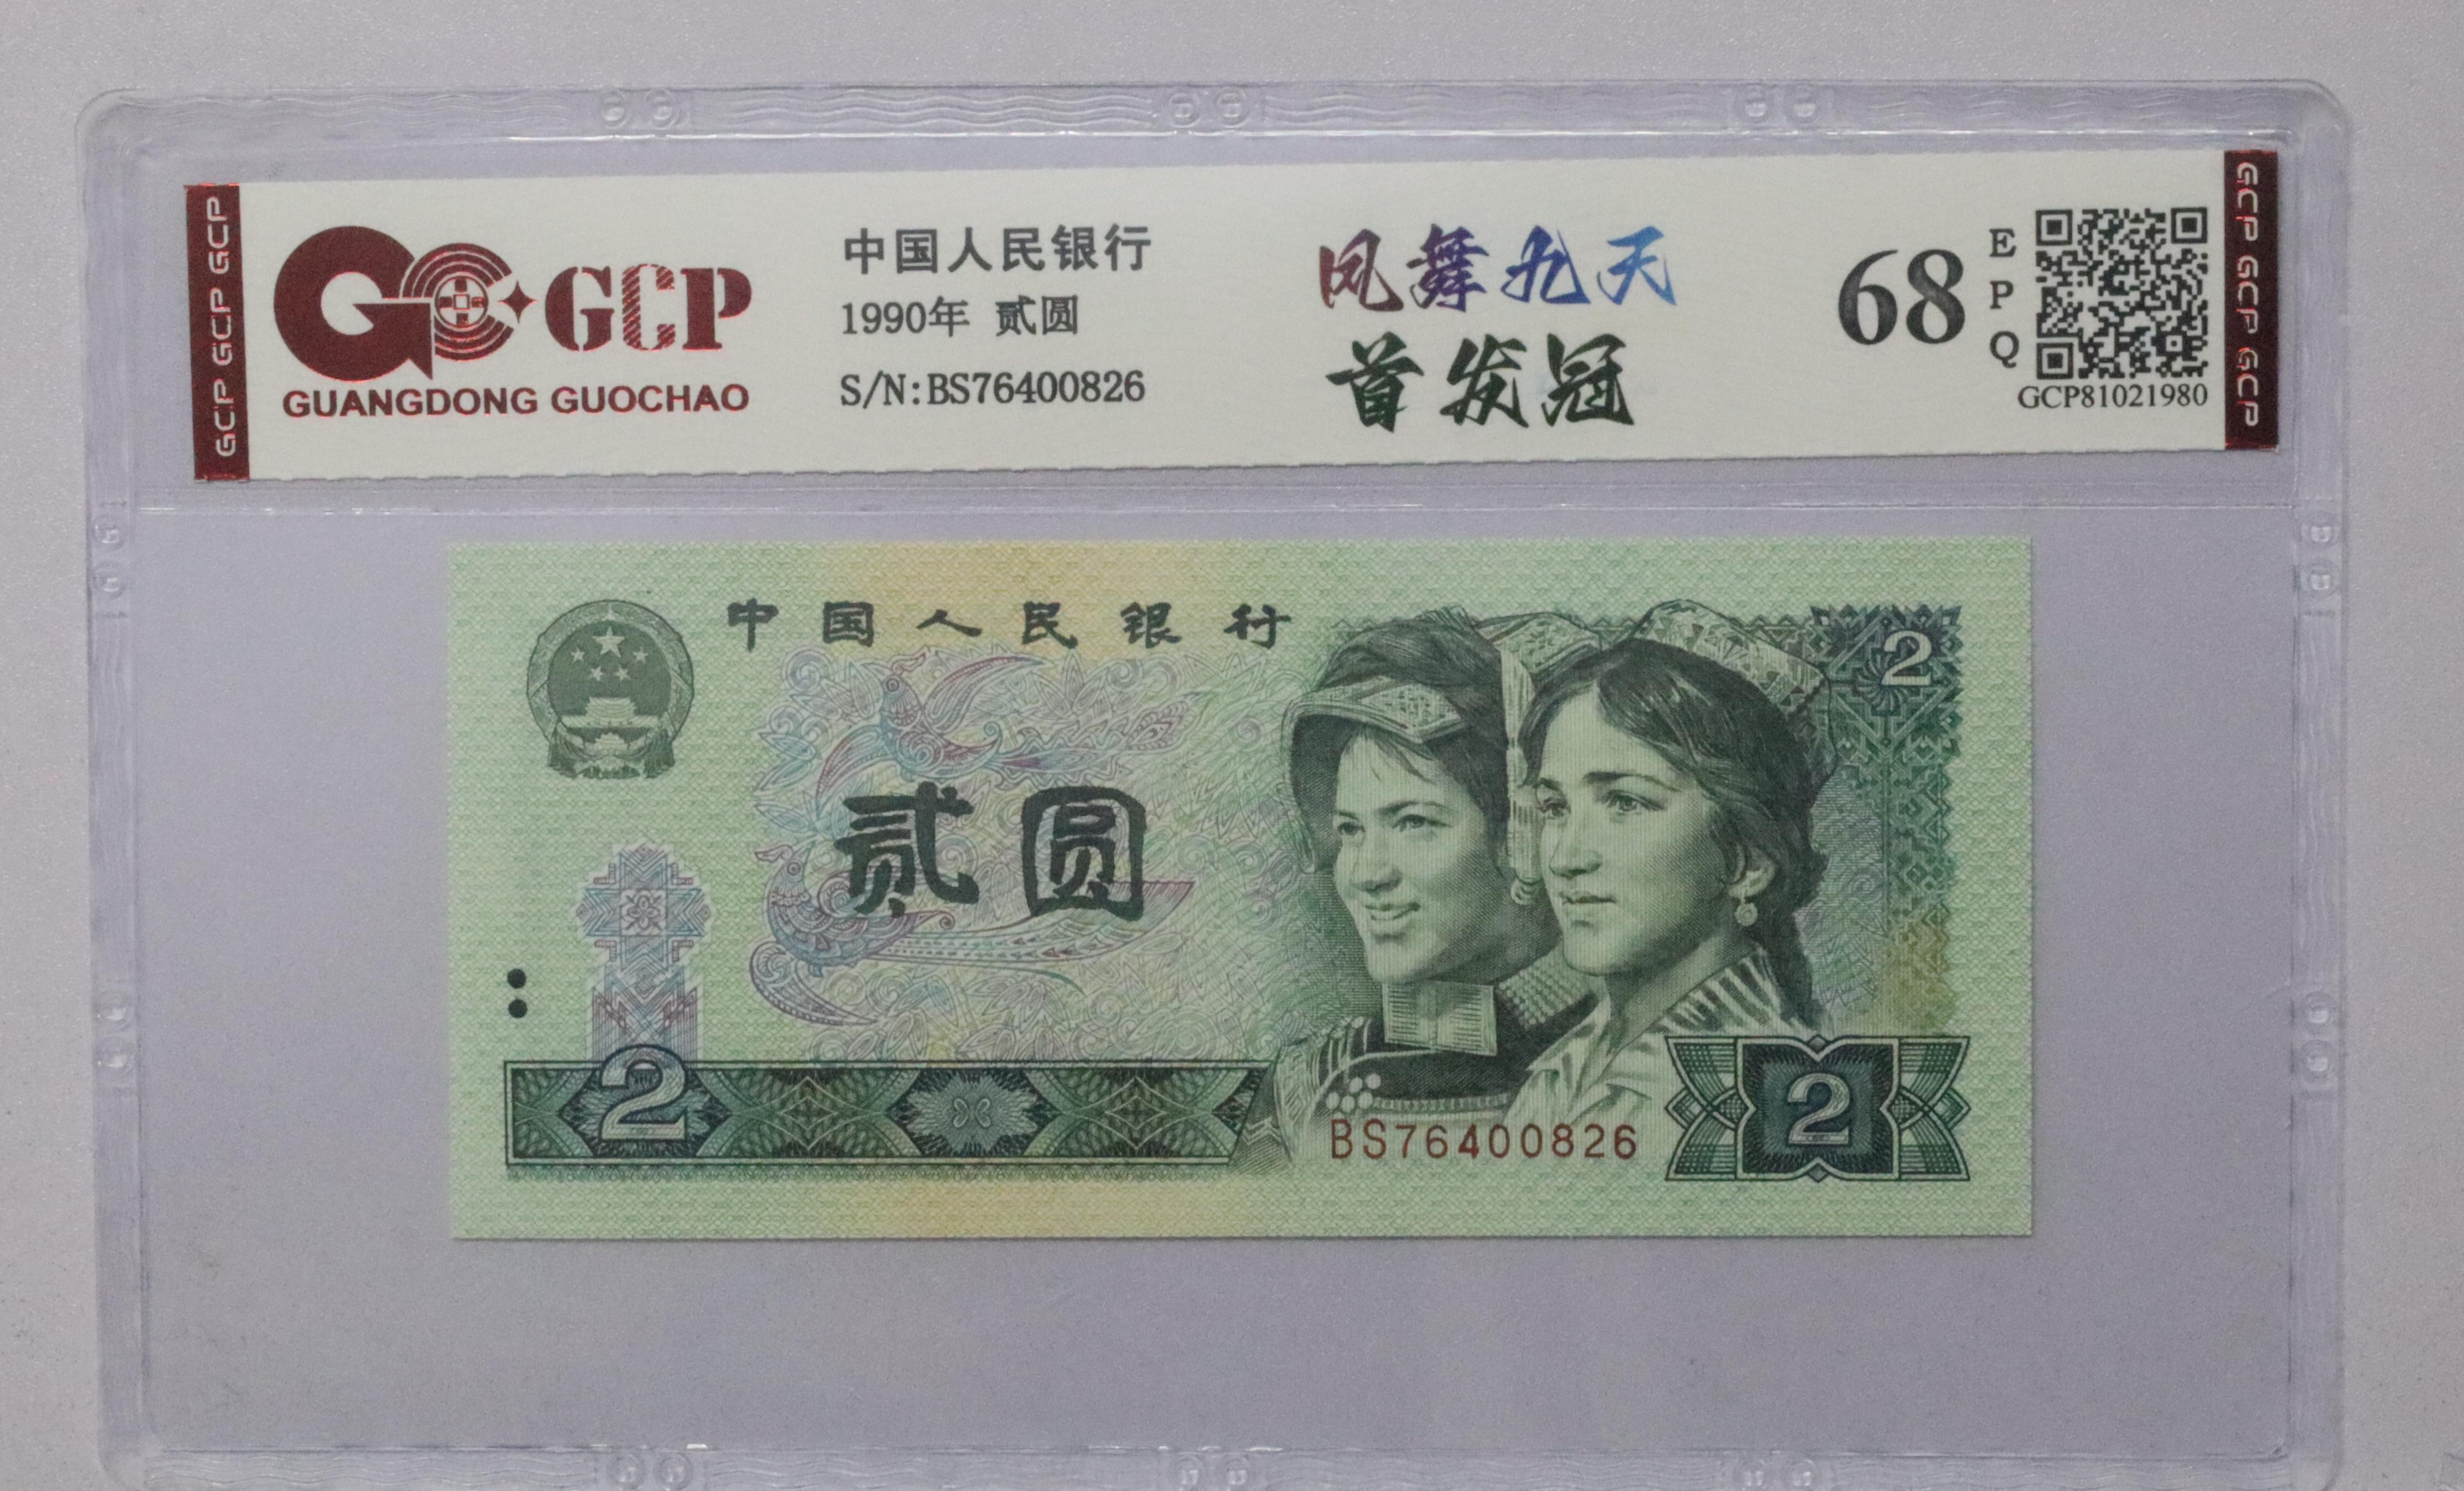 GCP GCP GCP
GCP
GUANGDONG GUOCHAO
中国人民银行
1990年 贰圆
S/N:BS76400826
凤舞九天
首发冠
68
EPQ
GCP81021980
GCP GCP GCP
中国人民银行
2
贰圆
2
BS76400826
2